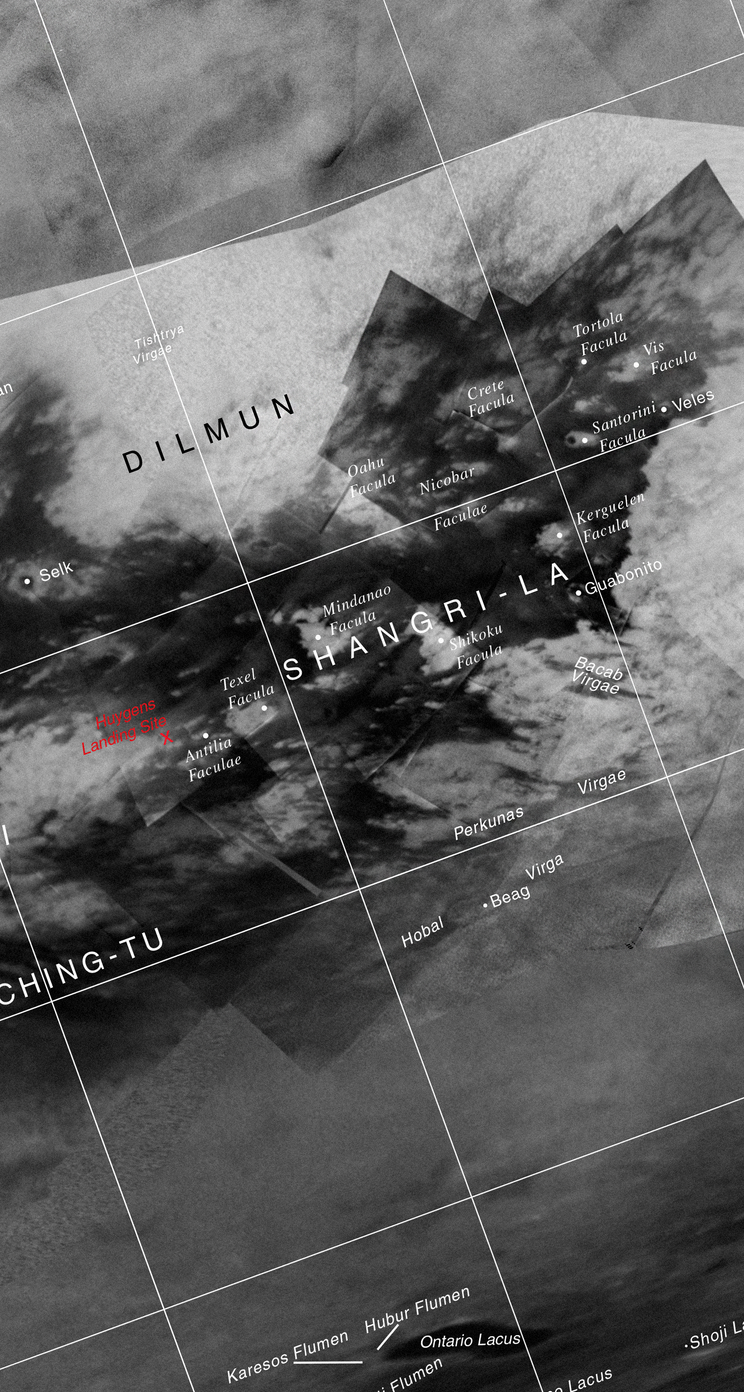 Tishtrya
Virgae
DILMUN
Tortola
Facula
Vis
Facula
Crete
Facula
Santorini
Facula
Veles
Oahu
Facula
Nicobar
Faculae
Kerguelen
Facula
Selk
Guabonito
SHANGRI-LA
Mindanao
Facula
Shikoku
Facula
Bacab
Virgae
Texel
Facula
Huygens
Landing Site
X
Antilia
Faculae
Perkunas Virgae
Hobal Virga
Beag
CHING-TU
Hubur Flumen
Karesos Flumen
Ontario Lacus
Shoji
Flumen
Lacus